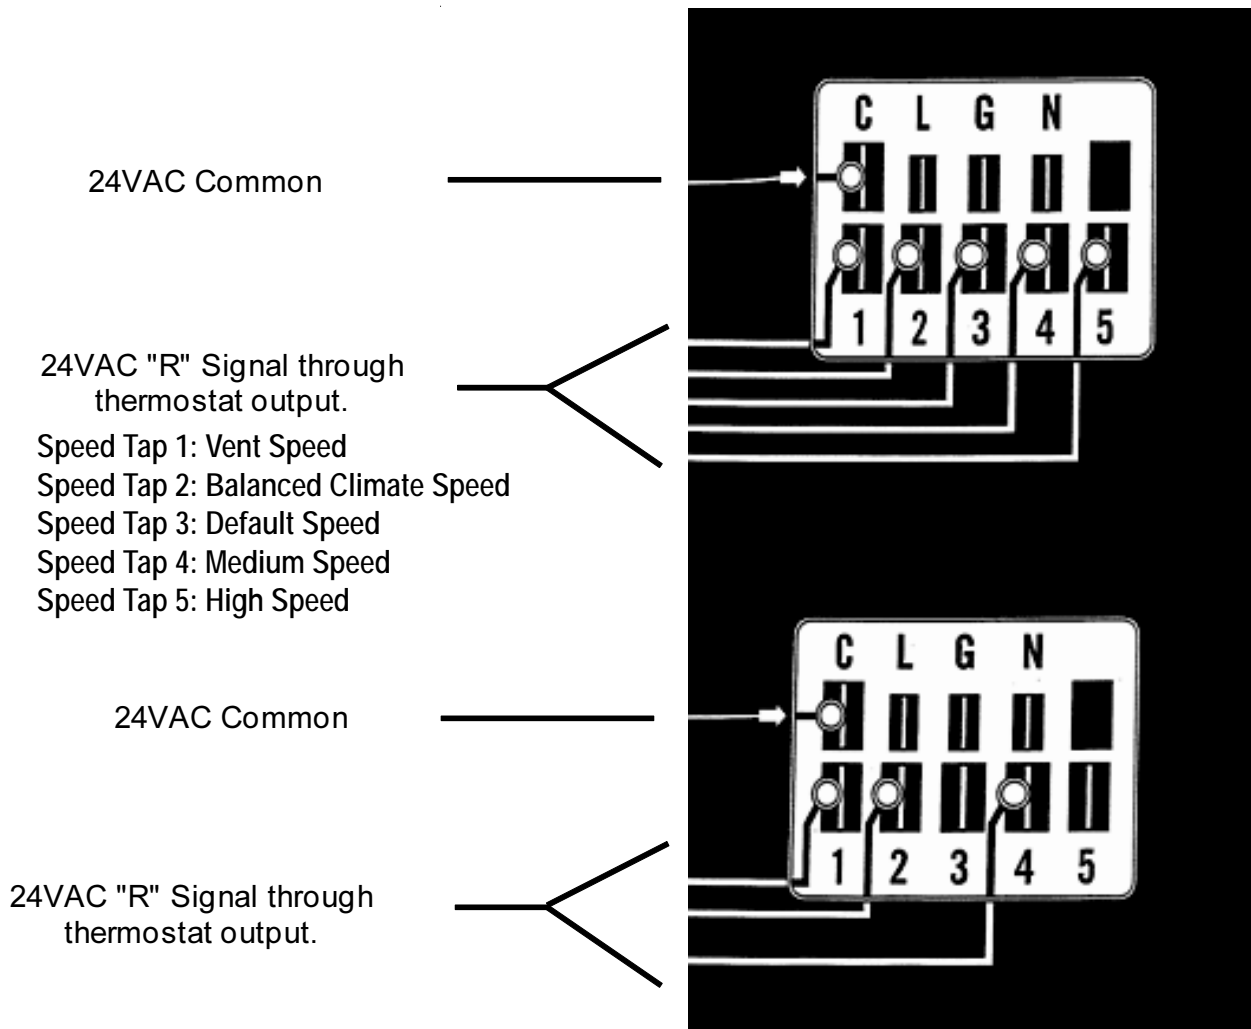 C L G N
24VAC Common
1 2 3 4 5
24VAC "R" Signal through
thermostat output.
Speed Tap 1: Vent Speed
Speed Tap 2: Balanced Climate Speed
Speed Tap 3: Default Speed
Speed Tap 4: Medium Speed
Speed Tap 5: High Speed
C L G N
24VAC Common
1 2 3 4 5
24VAC "R" Signal through
thermostat output.